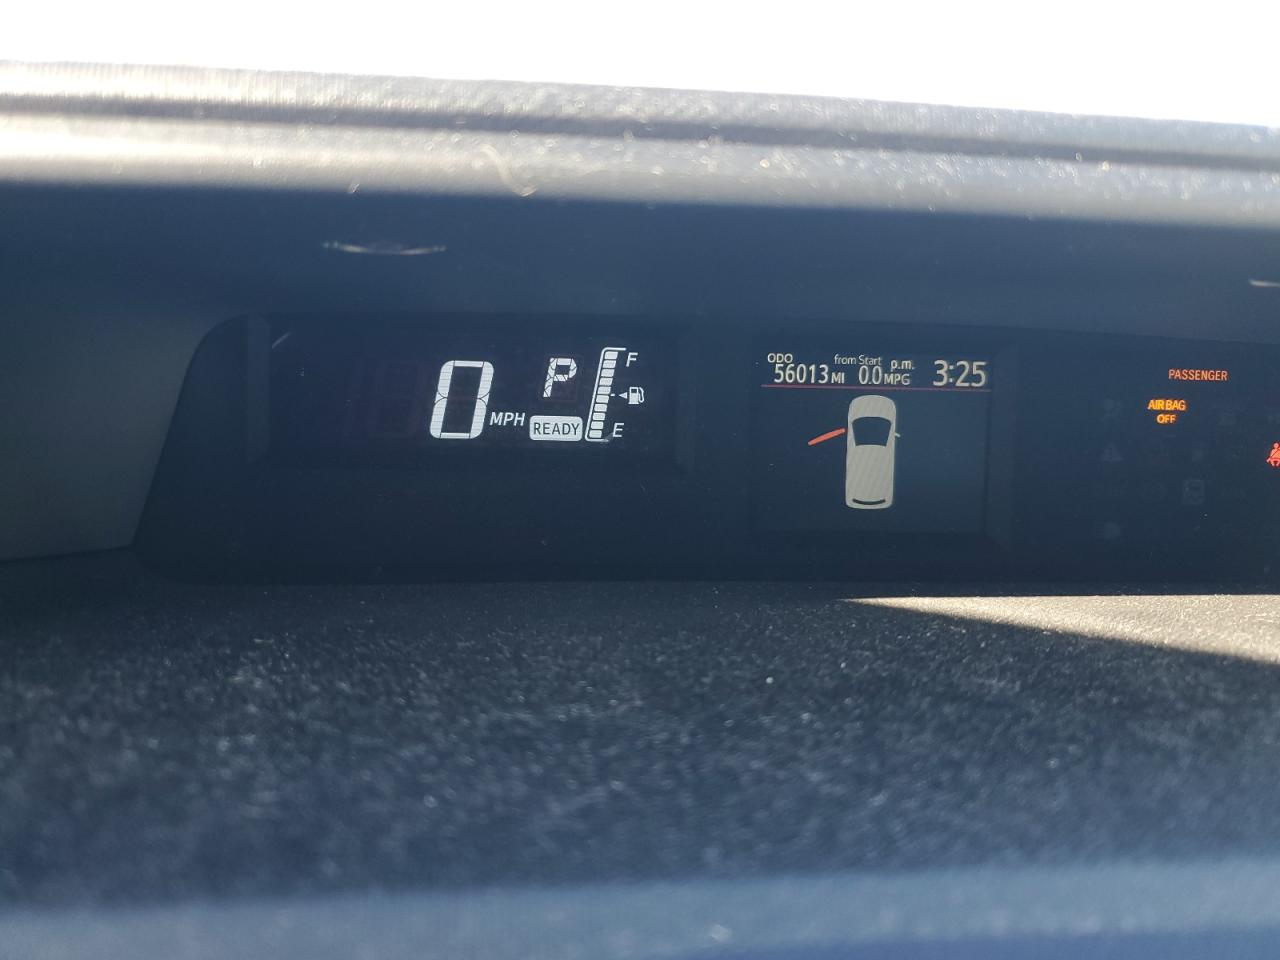 0 MPH
P
READY
F
E
ODO
56013 MI
from Start
0.0 MPG
p.m.
3:25
PASSENGER
AIR BAG
OFF